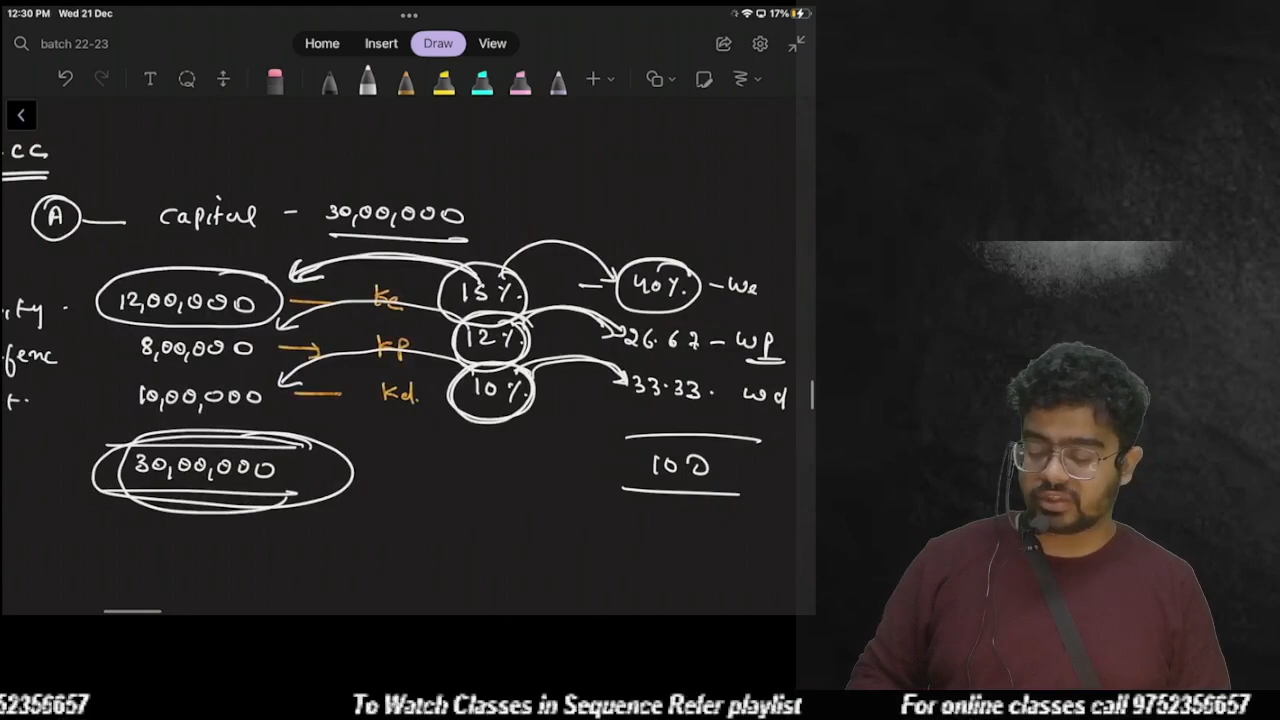 12:30 PM Wed 21 Dec
17%
batch 22-23
Home Insert Draw View
CC
A capital - 30,00,000
ity. 12,00,000 Ke 15% - 40% - we
fenc 8,00,000 Kp 12% 26.67 - wp
t. 10,00,000 Kd. 10% 33.33. wd
30,00,000 100
52356657 To Watch Classes in Sequence Refer playlist For online classes call 9752356657